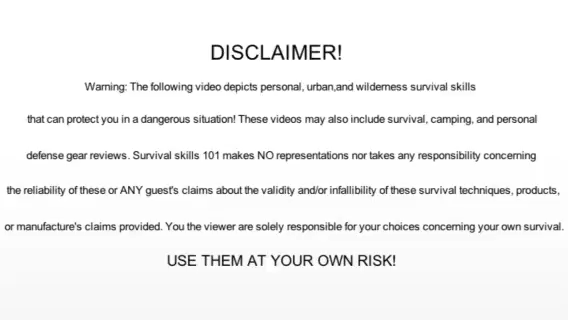 DISCLAIMER!
Warning: The following video depicts personal, urban,and wilderness survival skills
that can protect you in a dangerous situation! These videos may also include survival, camping, and personal
defense gear reviews. Survival skills 101 makes NO representations nor takes any responsibility concerning
the reliability of these or ANY guest's claims about the validity and/or infallibility of these survival techniques, products,
or manufacture's claims provided. You the viewer are solely responsible for your choices concerning your own survival.
USE THEM AT YOUR OWN RISK!